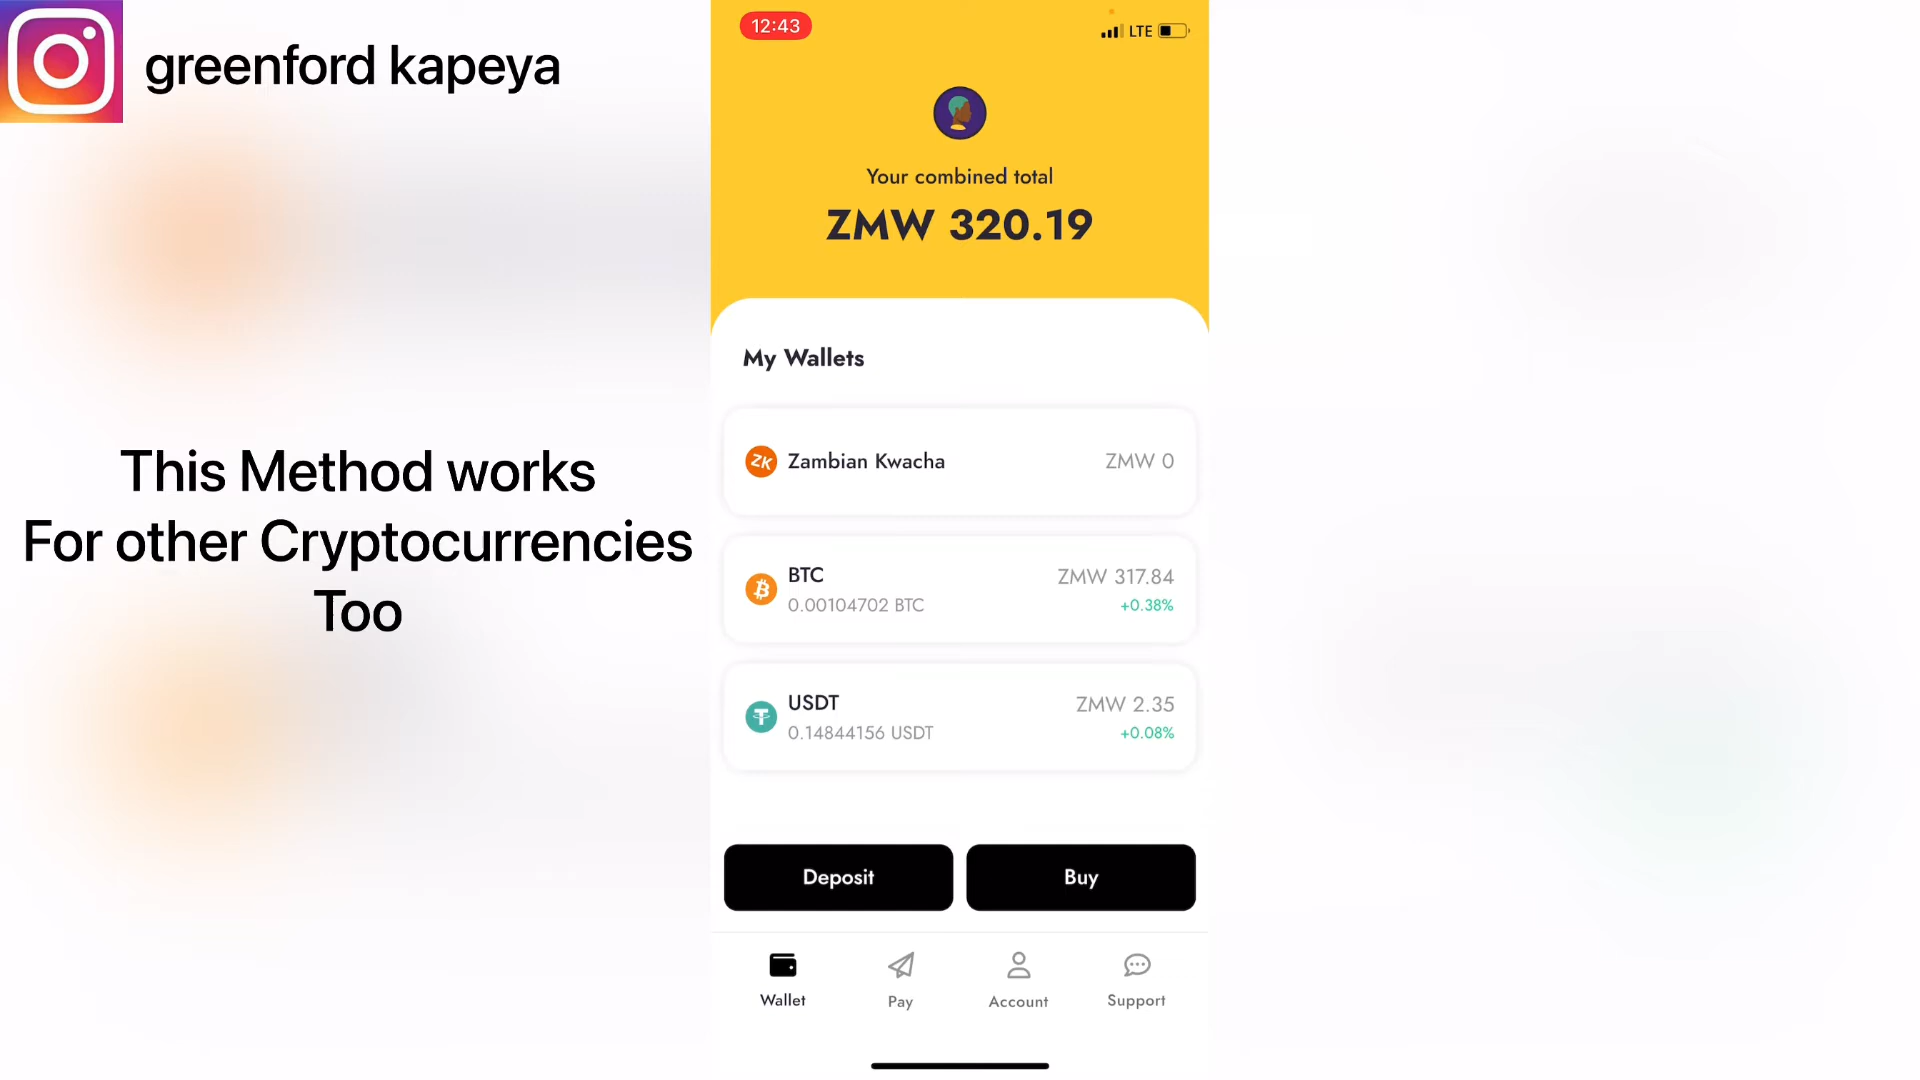 greenford kapeya
This Method works
For other Cryptocurrencies
Too
12:43
LTE
Your combined total
ZMW 320.19
My Wallets
ZK Zambian Kwacha ZMW 0
BTC ZMW 317.84
0.00104702 BTC +0.38%
USDT ZMW 2.35
0.14844156 USDT +0.08%
Deposit Buy
Wallet Pay Account Support